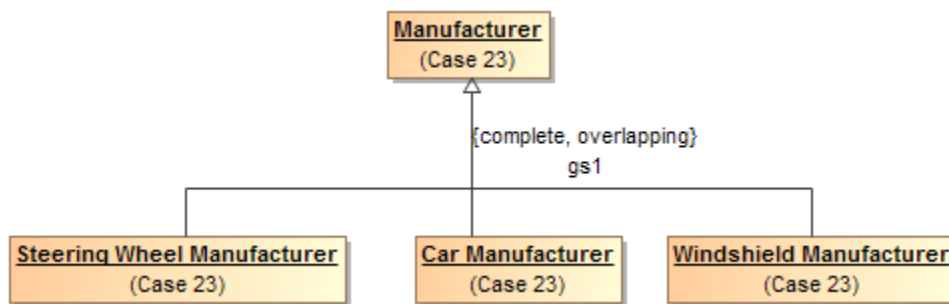 Manufacturer
(Case 23)
{complete, overlapping}
gs1
Steering Wheel Manufacturer
(Case 23)
Car Manufacturer
(Case 23)
Windshield Manufacturer
(Case 23)